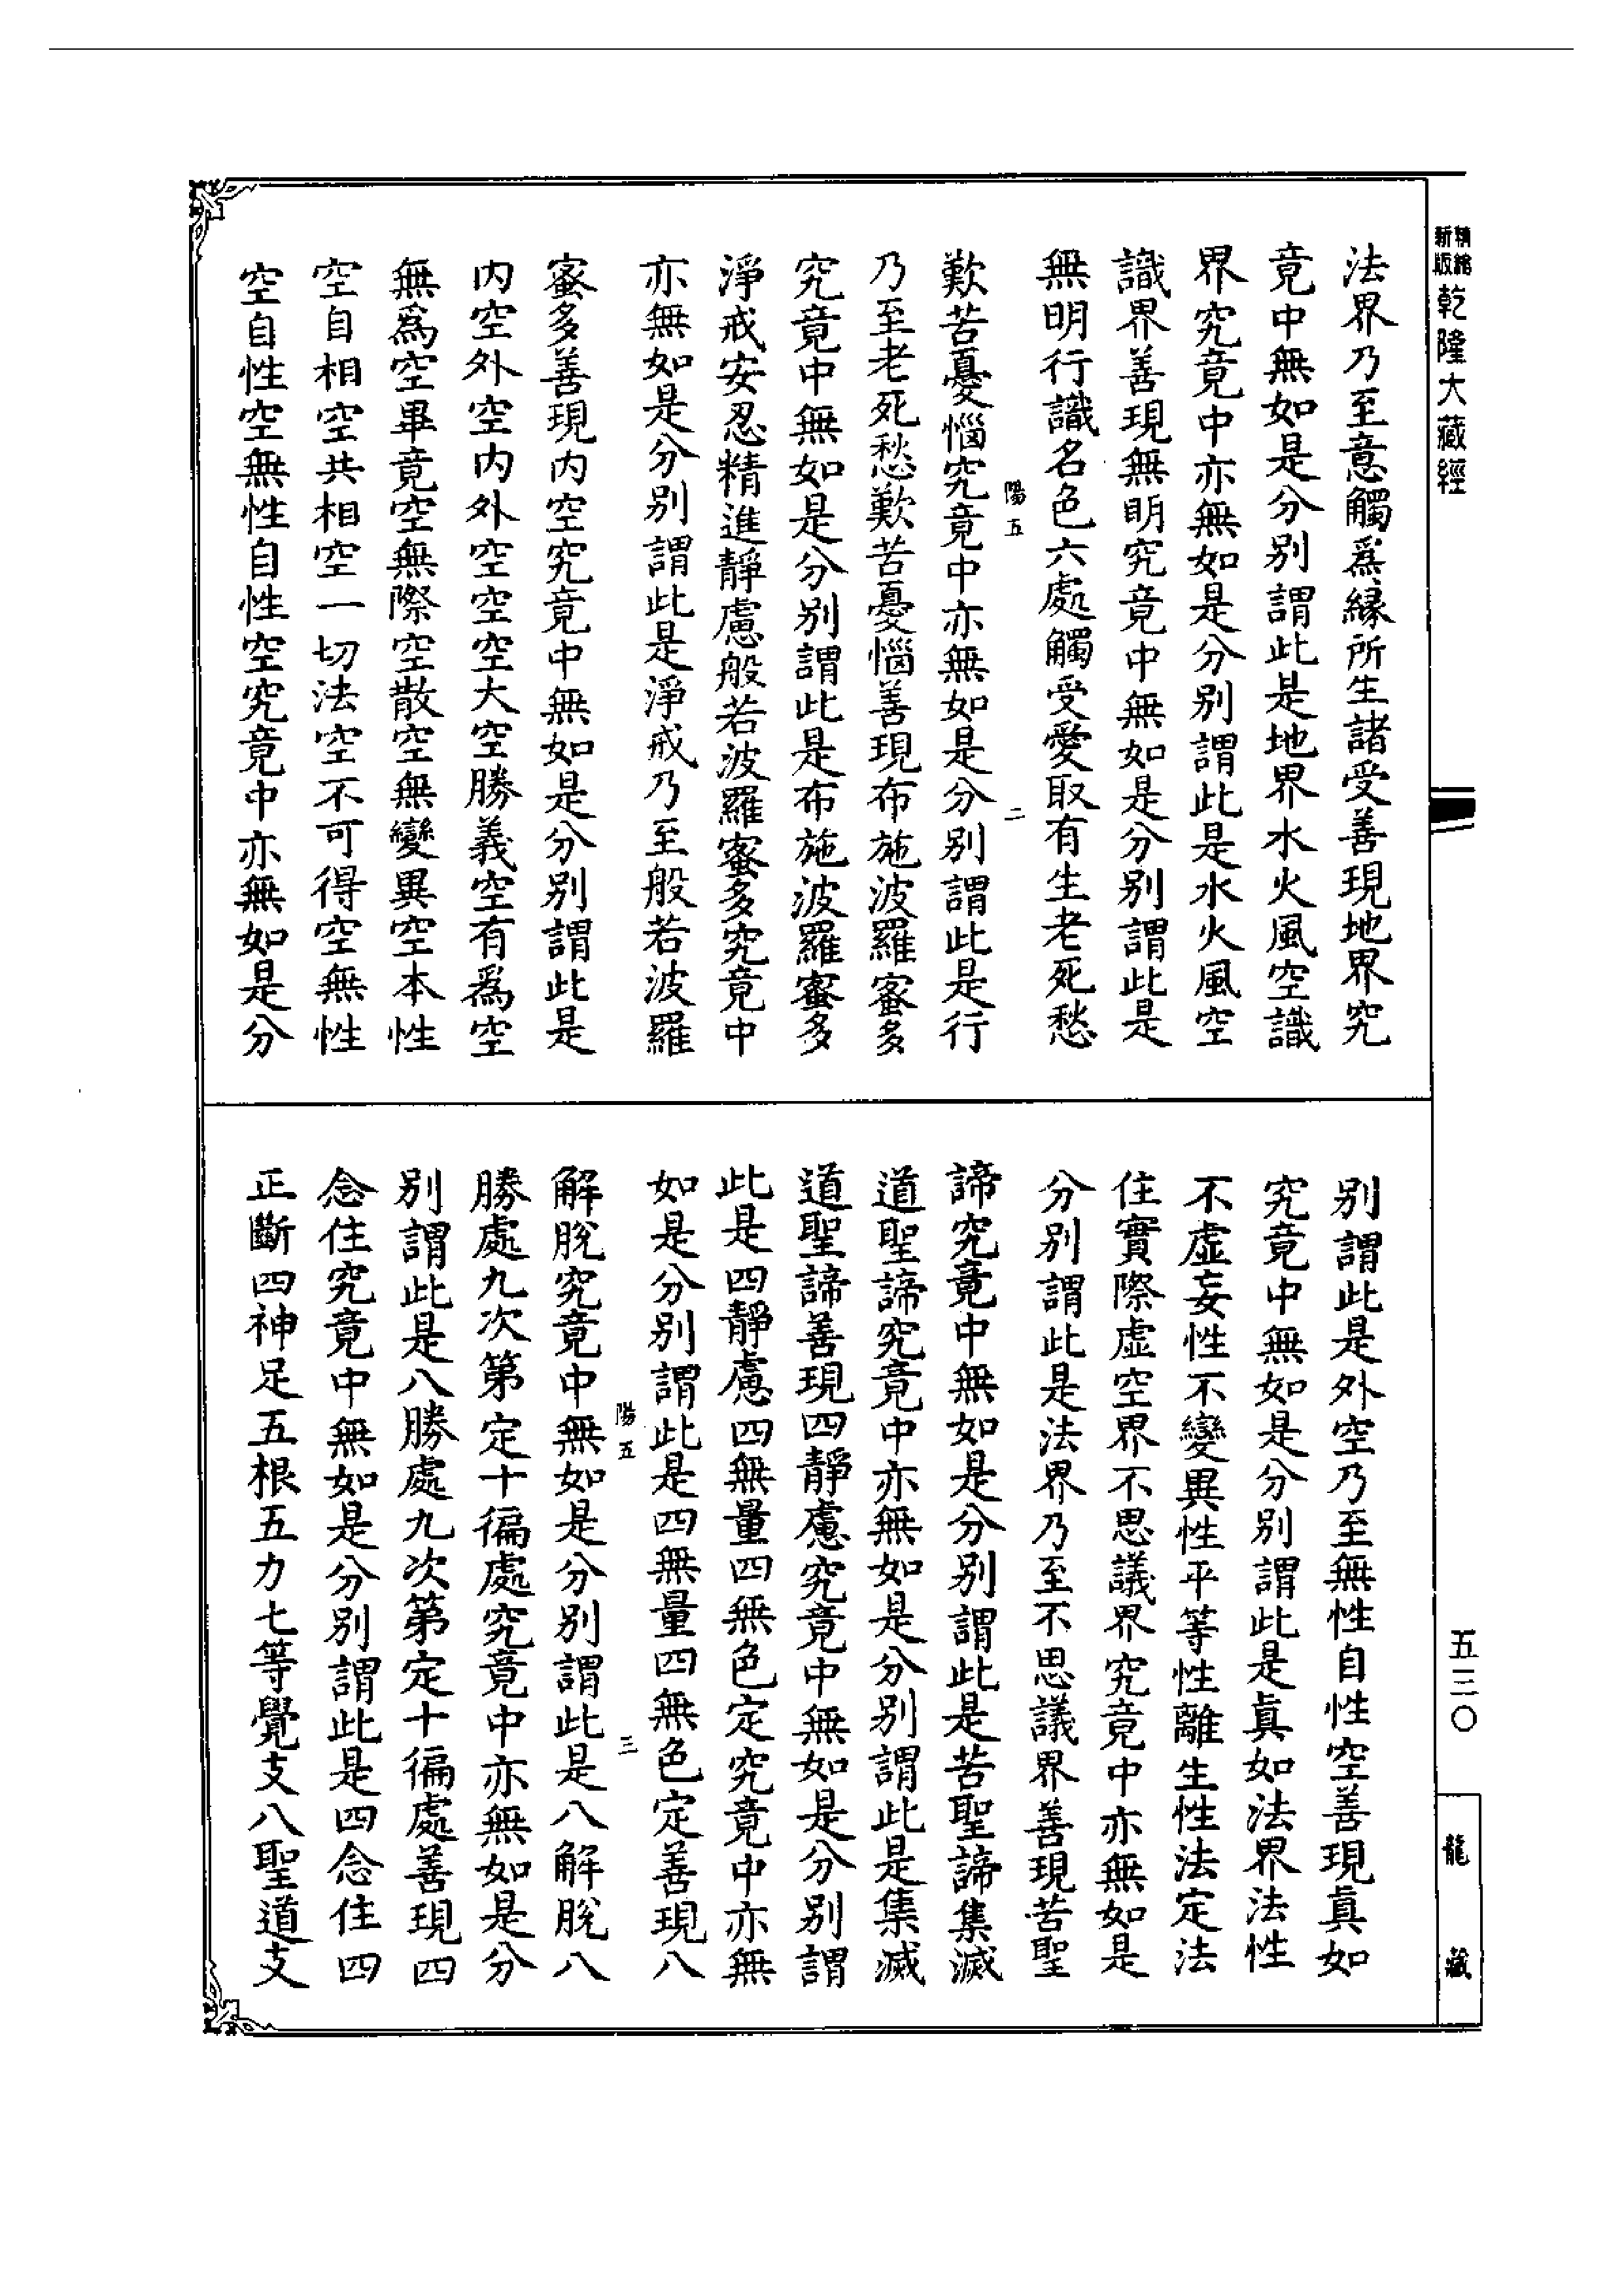 精縮新版乾隆大藏經
法界乃至意觸爲緣所生諸受善現地界究
竟中無如是分別謂此是地界水火風空識
界究竟中亦無如是分別謂此是水火風空
識界善現無明究竟中無如是分別謂此是
無明行識名色六處觸受愛取有生老死愁
陽五 二
歎苦憂惱究竟中亦無如是分別謂此是行
乃至老死愁歎苦憂惱善現布施波羅蜜多
究竟中無如是分別謂此是布施波羅蜜多
淨戒安忍精進靜慮般若波羅蜜多究竟中
亦無如是分別謂此是淨戒乃至般若波羅
蜜多善現内空究竟中無如是分別謂此是
内空外空内外空空空大空勝義空有爲空
無爲空畢竟空無際空散空無變異空本性
空自相空共相空一切法空不可得空無性
空自性空無性自性空究竟中亦無如是分
別謂此是外空乃至無性自性空善現眞如
究竟中無如是分別謂此是眞如法界法性
不虛妄性不變異性平等性離生性法定法
住實際虛空界不思議界究竟中亦無如是
分別謂此是法界乃至不思議界善現苦聖
諦究竟中無如是分別謂此是苦聖諦集滅
道聖諦究竟中亦無如是分別謂此是集滅
道聖諦善現四靜慮究竟中無如是分別謂
此是四靜慮四無量四無色定究竟中亦無
如是分別謂此是四無量四無色定善現八
陽五 三
解脫究竟中無如是分別謂此是八解脫八
勝處九次第定十徧處究竟中亦無如是分
別謂此是八勝處九次第定十徧處善現四
念住究竟中無如是分別謂此是四念住四
正斷四神足五根五力七等覺支八聖道支
五三〇
龍藏